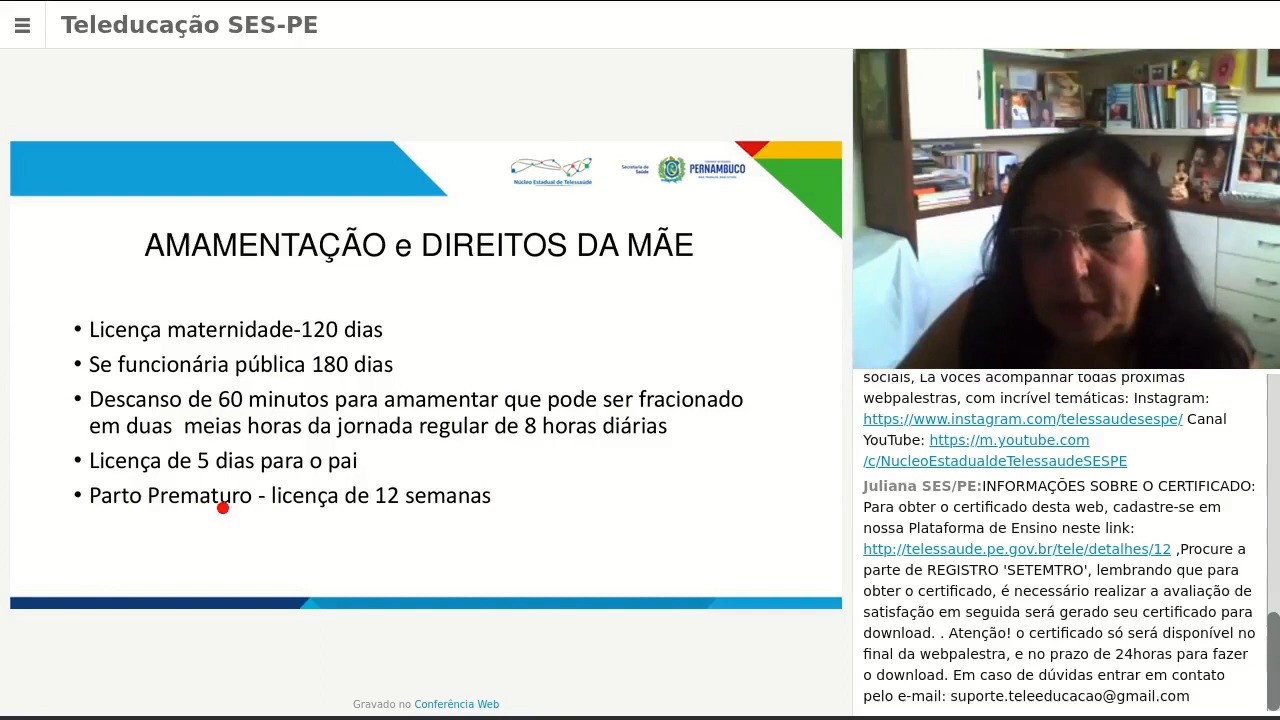 Teleducação SES-PE
Núcleo Estadual de Telessaúde
Secretaria de
Saúde
PERNAMBUCO
AMAMENTAÇÃO e DIREITOS DA MÃE
• Licença maternidade-120 dias
• Se funcionária pública 180 dias
• Descanso de 60 minutos para amamentar que pode ser fracionado
em duas meias horas da jornada regular de 8 horas diárias
• Licença de 5 dias para o pai
• Parto Prematuro - licença de 12 semanas
Gravado no Conferência Web
sociais, Lá vocês acompanhar todas próximas
webpalestras, com incrível temáticas: Instagram:
https://www.instagram.com/telessaudesespe/ Canal
YouTube: https://m.youtube.com
/c/NucleoEstadualdeTelessaudeSESPE
Juliana SES/PE:INFORMAÇÕES SOBRE O CERTIFICADO:
Para obter o certificado desta web, cadastre-se em
nossa Plataforma de Ensino neste link:
http://telessaude.pe.gov.br/tele/detalhes/12 ,Procure a
parte de REGISTRO 'SETEMTRO', lembrando que para
obter o certificado, é necessário realizar a avaliação de
satisfação em seguida será gerado seu certificado para
download. . Atenção! o certificado só será disponível no
final da webpalestra, e no prazo de 24horas para fazer
o download. Em caso de dúvidas entrar em contato
pelo e-mail: suporte.teleeducacao@gmail.com